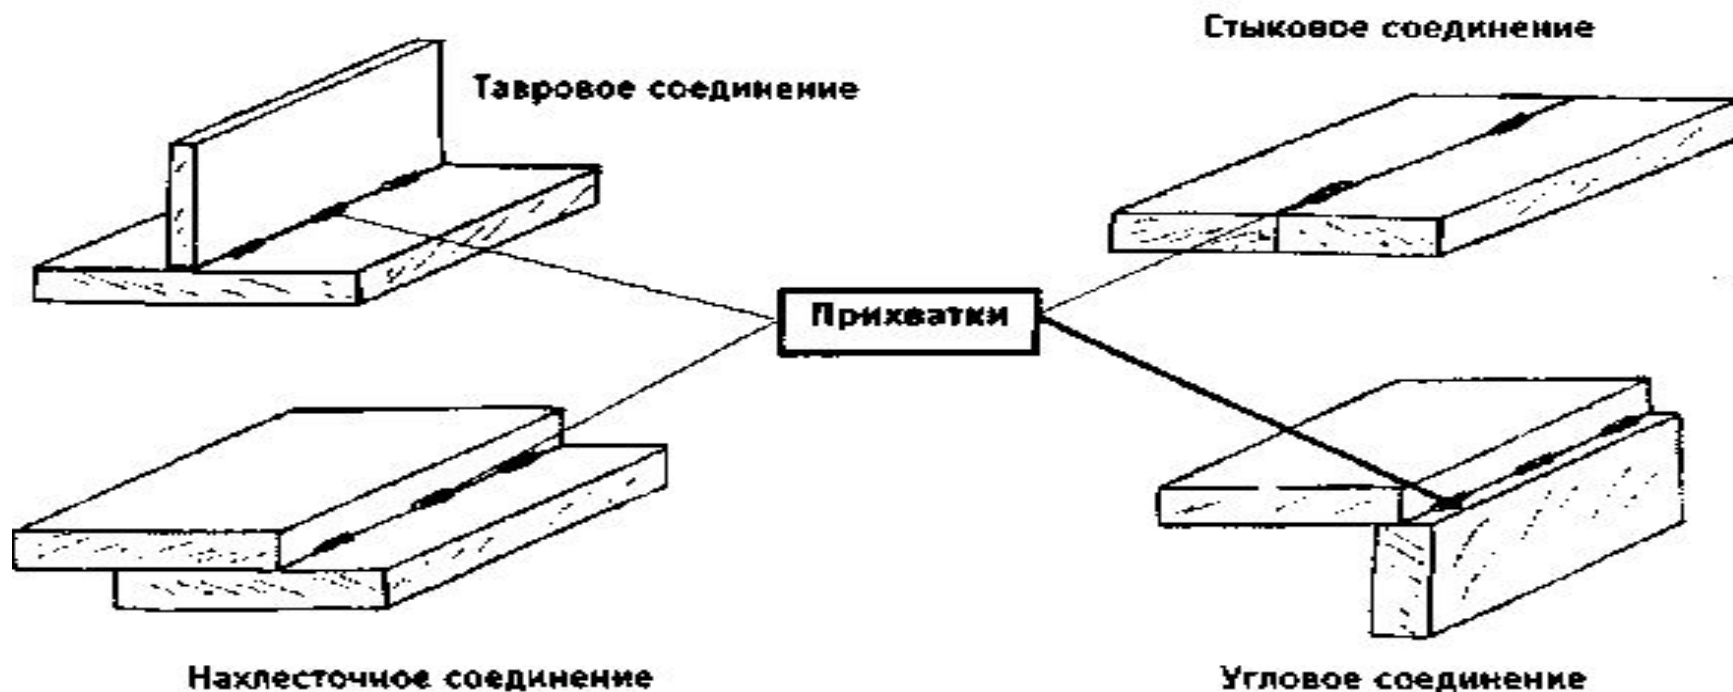 Стыковое соединение
Тавровое соединение
Прихватки
Нахлесточное соединение
Угловое соединение